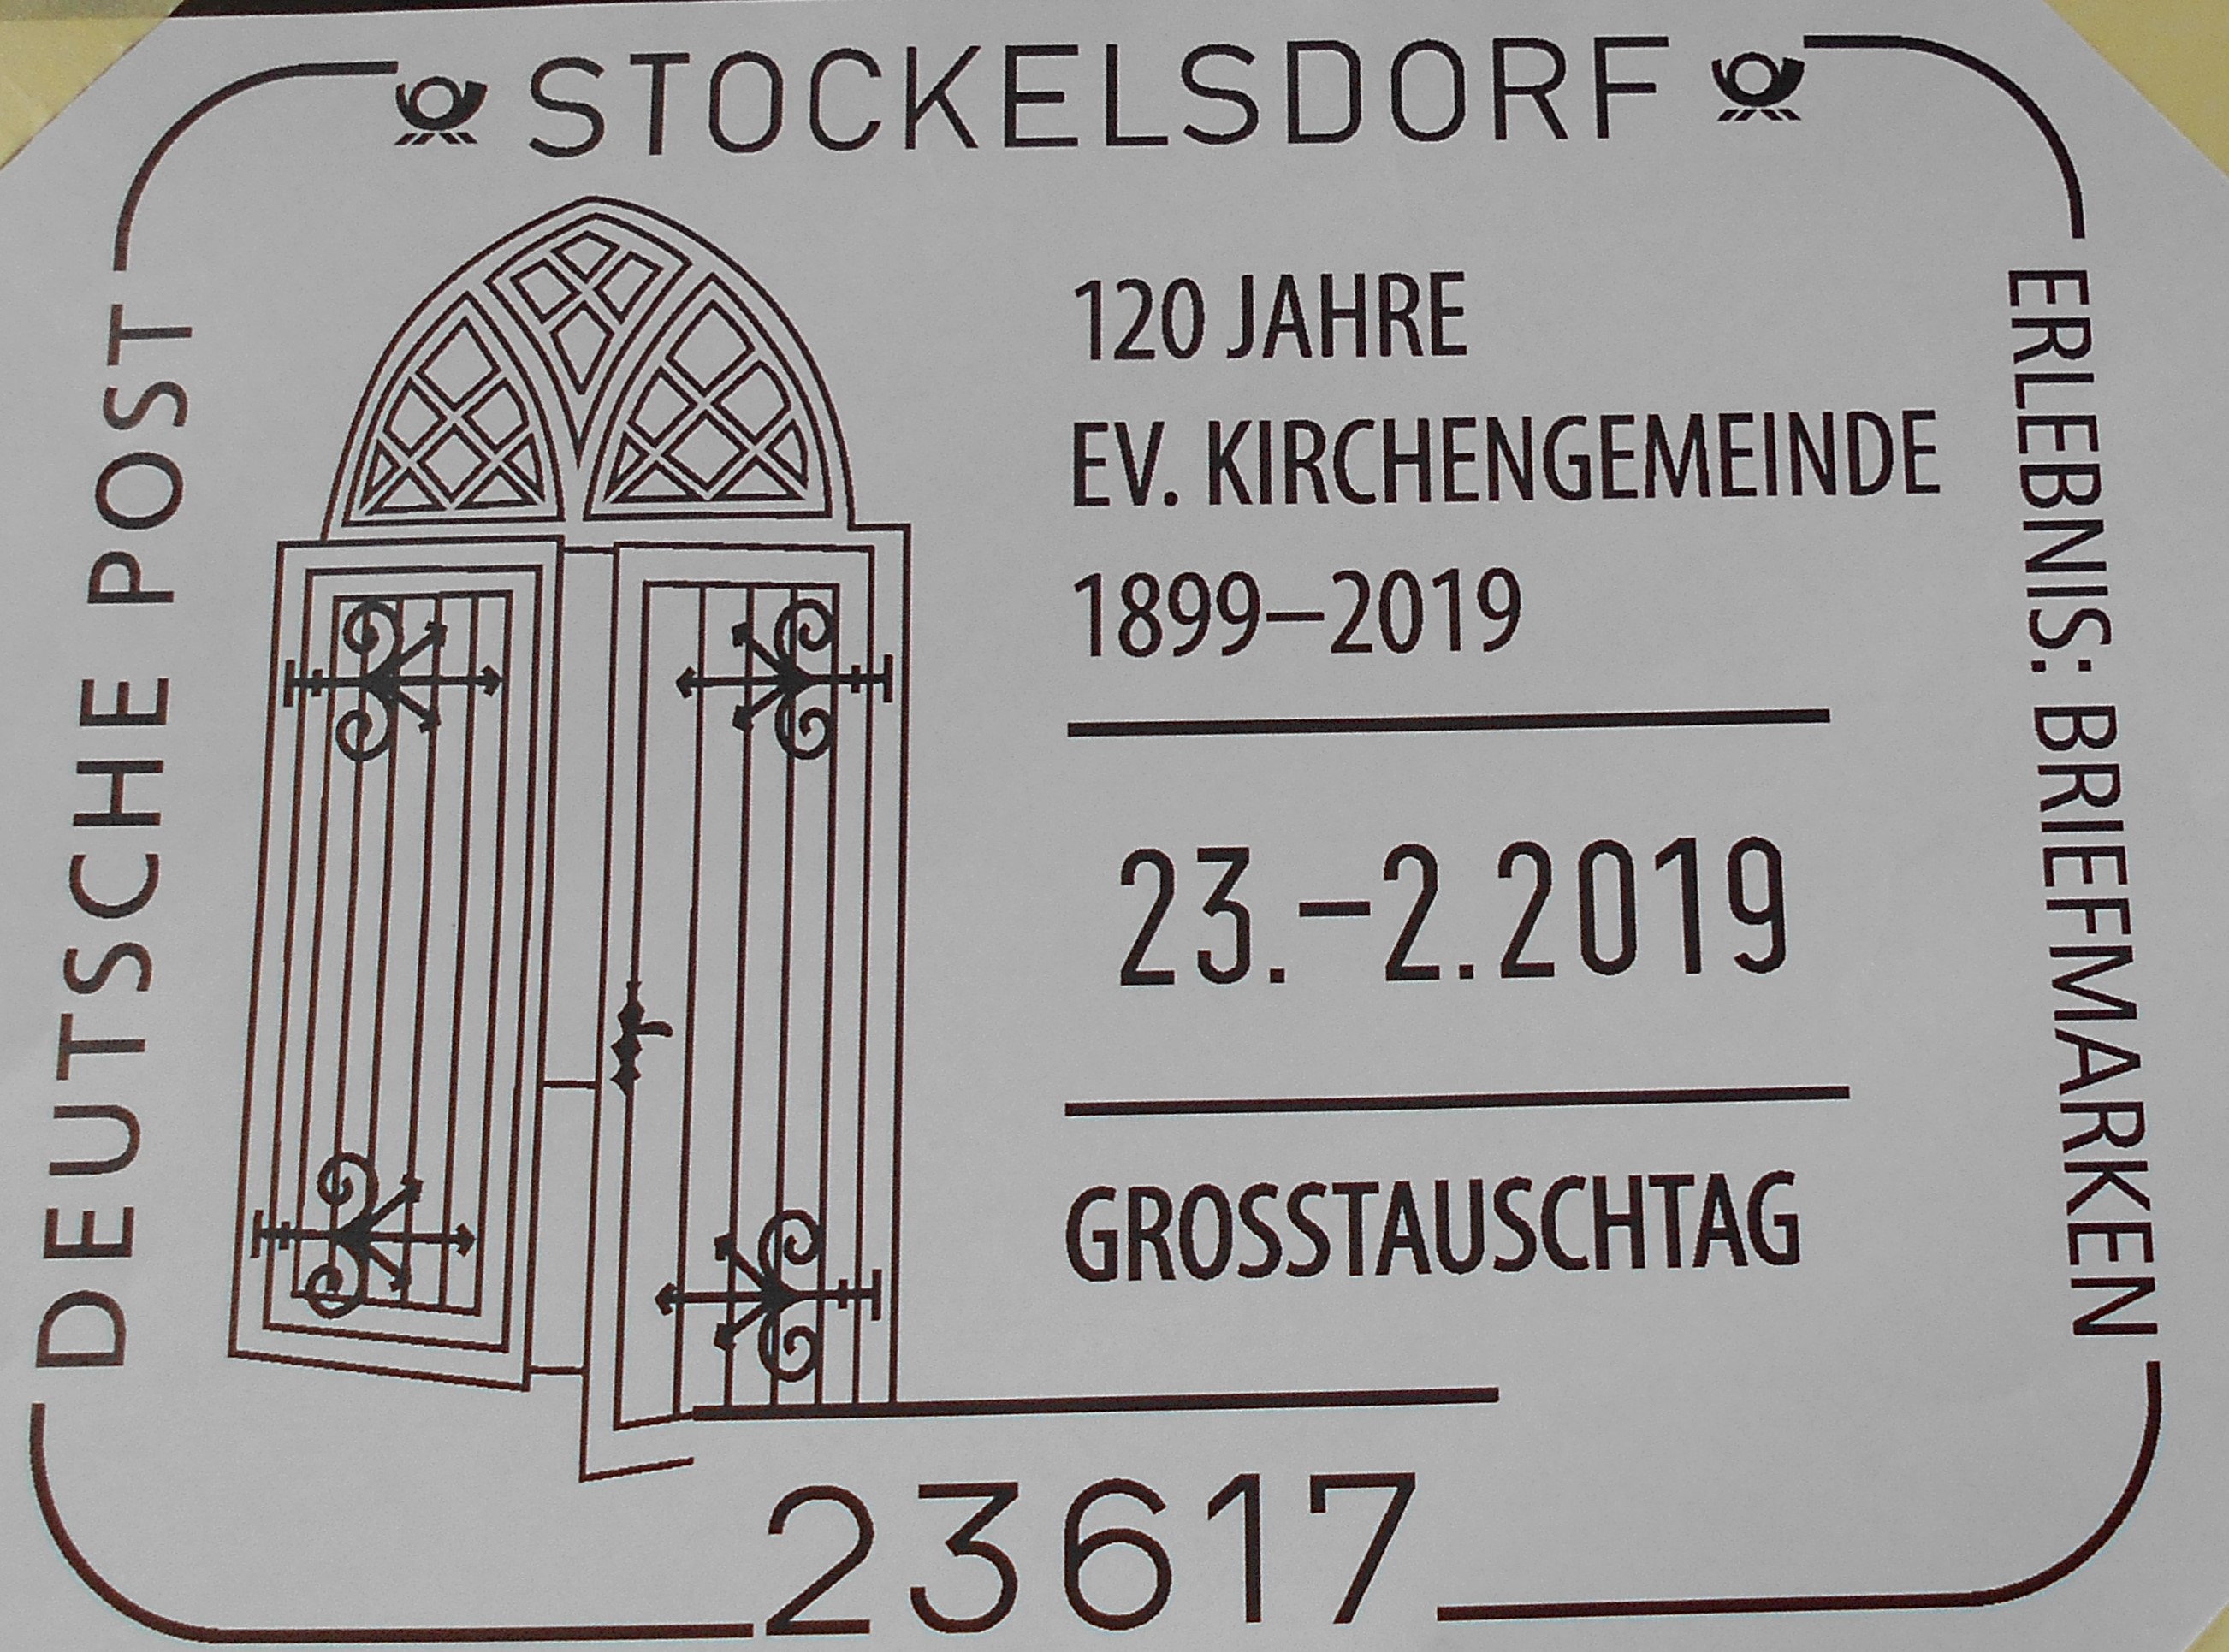 STOCKELSDORF
DEUTSCHE POST
120 JAHRE
EV. KIRCHENGEMEINDE
1899–2019
23.–2.2019
GROSSTAUSCHTAG
ERLEBNIS: BRIEFMARKEN
23617